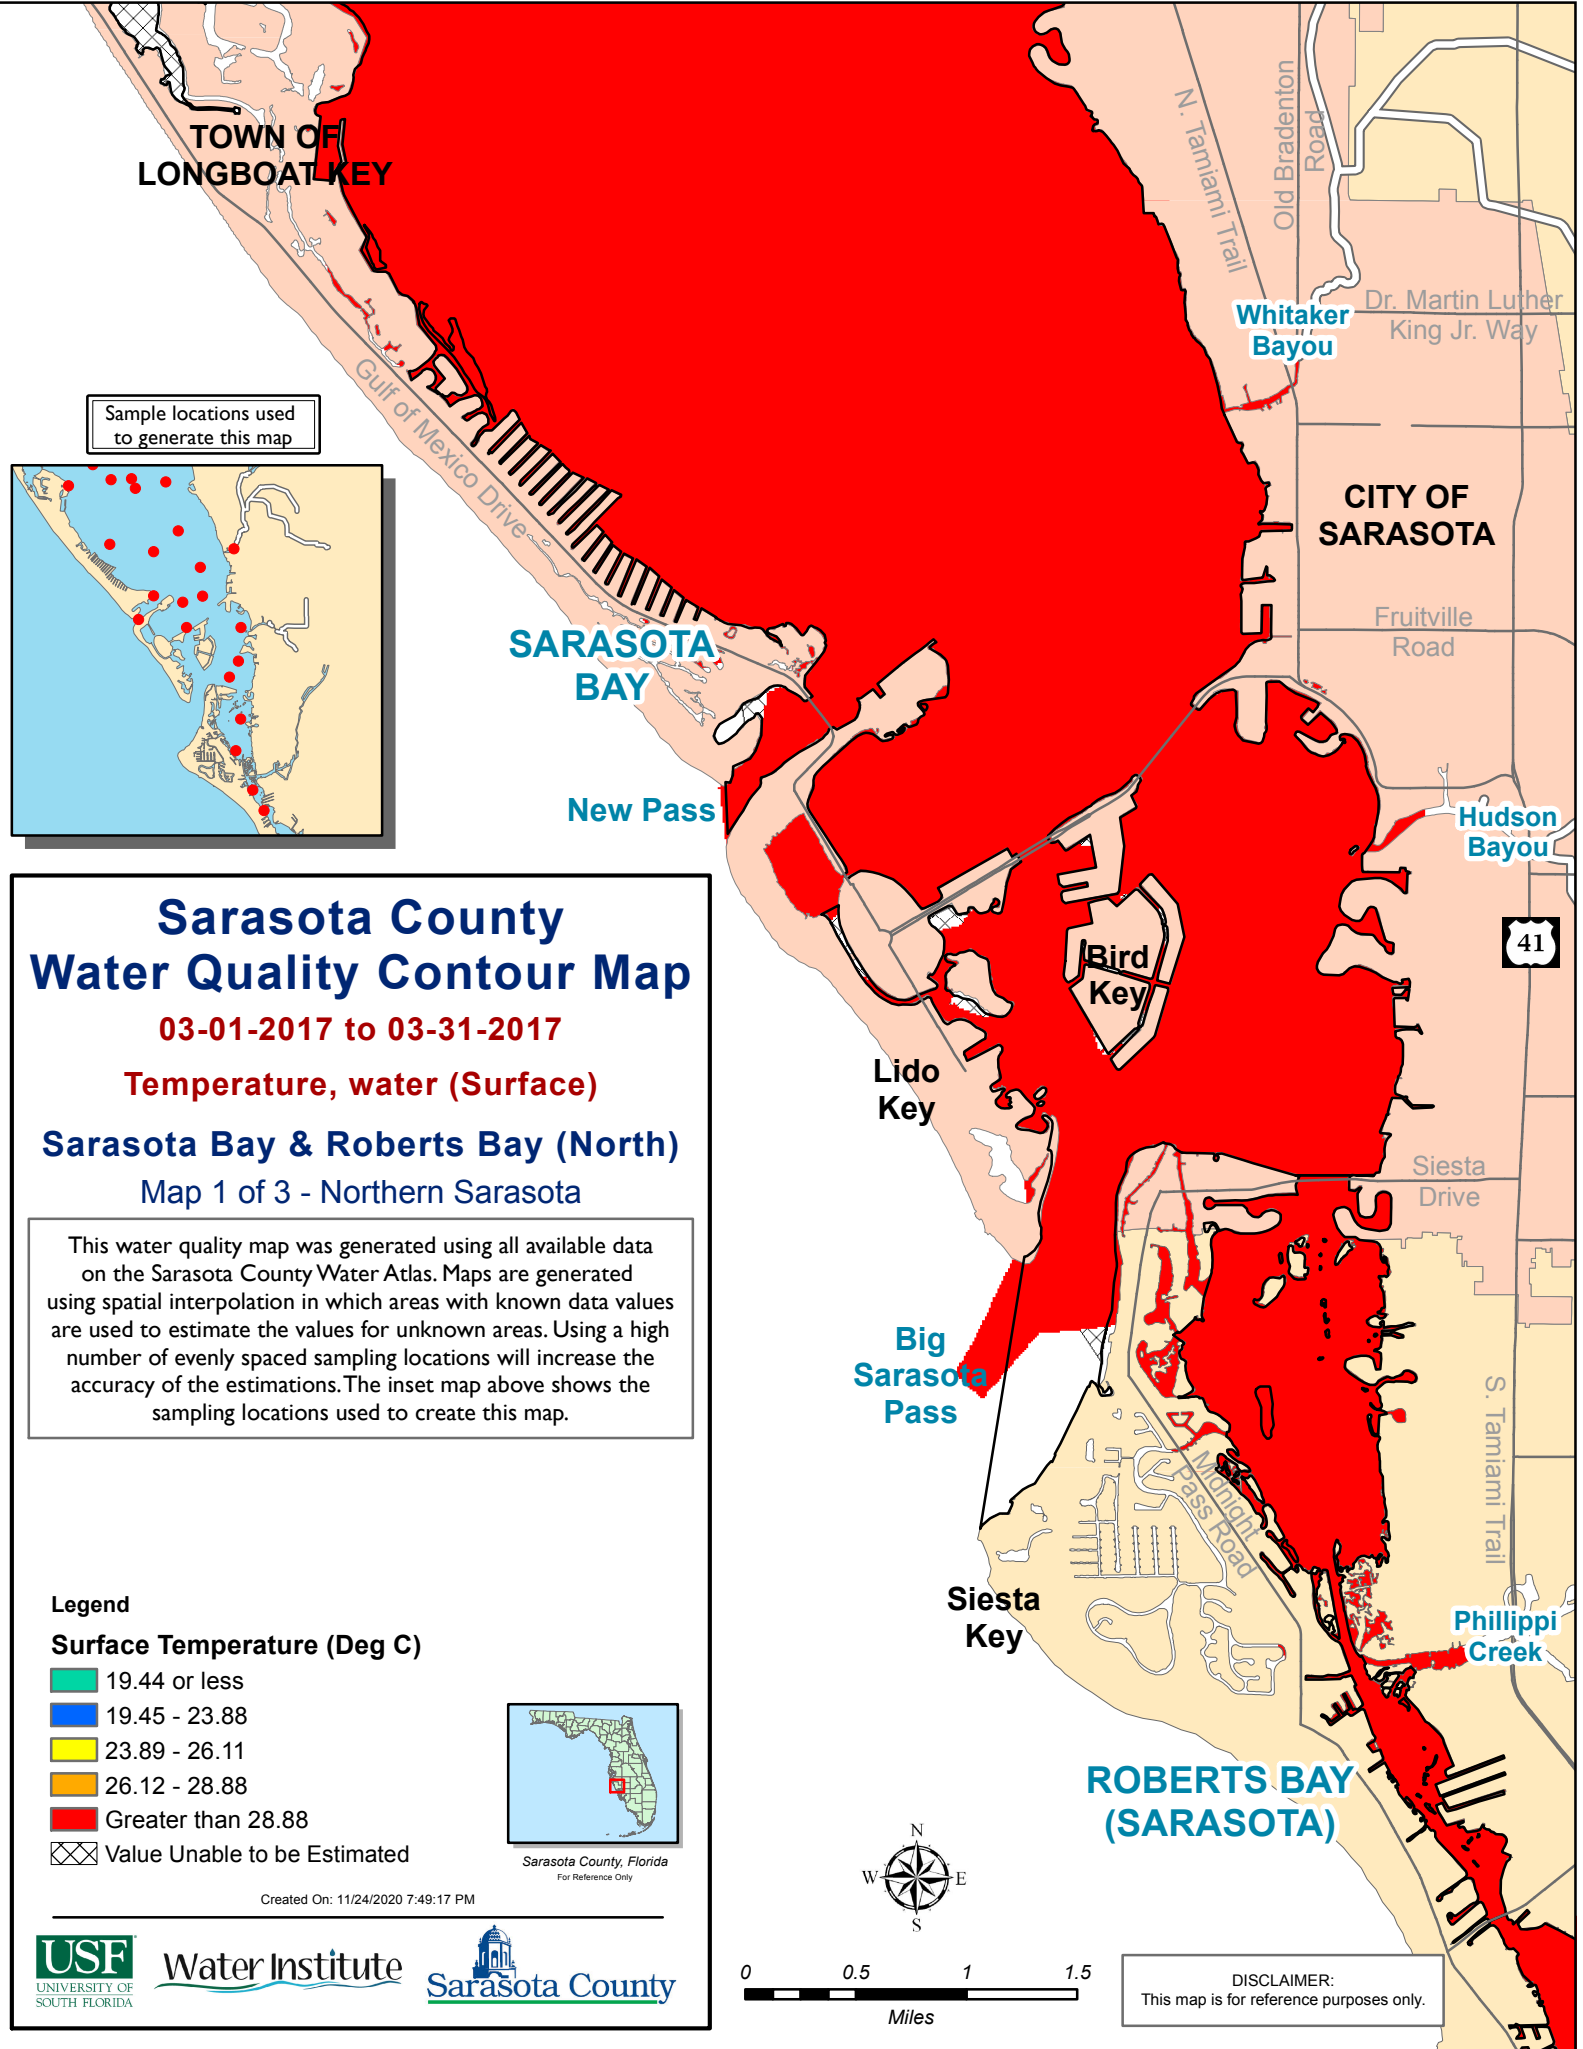 TOWN OF
LONGBOAT KEY
N. Tamiami Trail
Old Bradenton
Road
Whitaker
Bayou
Dr. Martin Luther
King Jr. Way
Gulf of Mexico Drive
Sample locations used
to generate this map
CITY OF
SARASOTA
Fruitville
Road
SARASOTA
BAY
New Pass
Hudson
Bayou
41
Bird
Key
Lido
Key
Siesta
Drive
Big
Sarasota
Pass
S. Tamiami Trail
Midnight
Pass Road
Siesta
Key
Phillippi
Creek
ROBERTS BAY
(SARASOTA)
Sarasota County
Water Quality Contour Map
03-01-2017 to 03-31-2017
Temperature, water (Surface)
Sarasota Bay & Roberts Bay (North)
Map 1 of 3 - Northern Sarasota
This water quality map was generated using all available data
on the Sarasota County Water Atlas. Maps are generated
using spatial interpolation in which areas with known data values
are used to estimate the values for unknown areas. Using a high
number of evenly spaced sampling locations will increase the
accuracy of the estimations. The inset map above shows the
sampling locations used to create this map.
Legend
Surface Temperature (Deg C)
19.44 or less
19.45 - 23.88
23.89 - 26.11
26.12 - 28.88
Greater than 28.88
Value Unable to be Estimated
Sarasota County, Florida
For Reference Only
Created On: 11/24/2020 7:49:17 PM
USF
UNIVERSITY OF
SOUTH FLORIDA
Water Institute
Sarasota County
N
W E
S
0 0.5 1 1.5
Miles
DISCLAIMER:
This map is for reference purposes only.